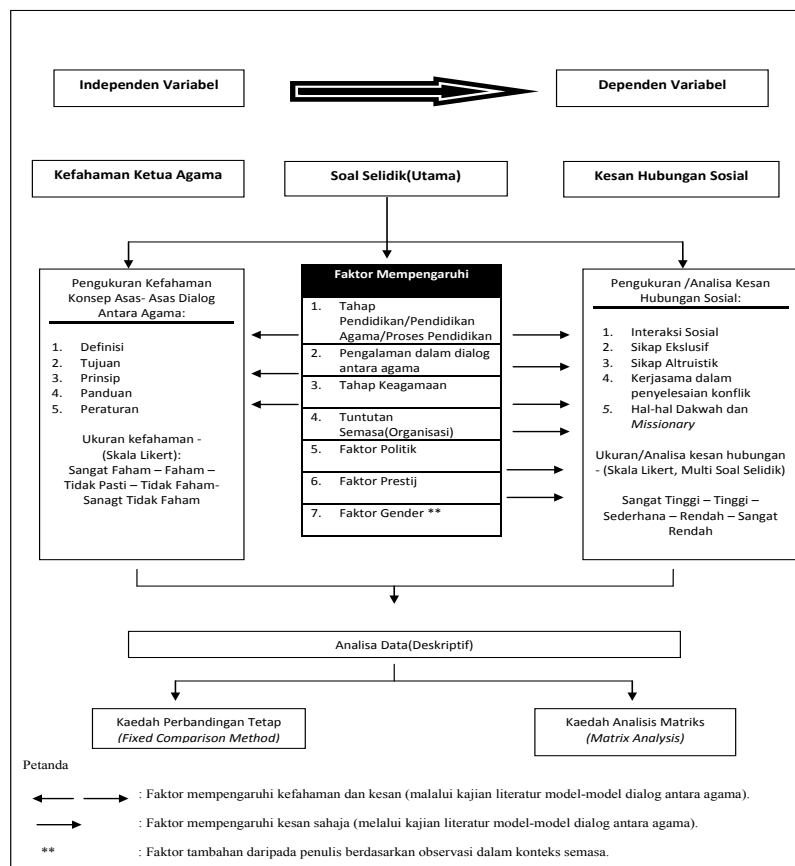 Independen Variabel
Dependen Variabel
Kefahaman Ketua Agama
Soal Selidik(Utama)
Kesan Hubungan Sosial
Pengukuran Kefahaman
Konsep Asas- Asas Dialog
Antara Agama:
1. Definisi
2. Tujuan
3. Prinsip
4. Panduan
5. Peraturan
Ukuran kefahaman -
(Skala Likert):
Sangat Faham – Faham –
Tidak Pasti – Tidak Faham-
Sanagt Tidak Faham
Faktor Mempengaruhi
1. Tahap
Pendidikan/Pendidikan
Agama/Proses Pendidikan
2. Pengalaman dalam dialog
antara agama
3. Tahap Keagamaan
4. Tuntutan
Semasa(Organisasi)
5. Faktor Politik
6. Faktor Prestij
7. Faktor Gender **
Pengukuran /Analisa Kesan
Hubungan Sosial:
1. Interaksi Sosial
2. Sikap Ekslusif
3. Sikap Altruistik
4. Kerjasama dalam
penyelesaian konflik
5. Hal-hal Dakwah dan
Missionary
Ukuran/Analisa kesan hubungan
- (Skala Likert, Multi Soal Selidik)
Sangat Tinggi – Tinggi –
Sederhana – Rendah – Sangat
Rendah
Analisa Data(Deskriptif)
Kaedah Perbandingan Tetap
(Fixed Comparison Method)
Kaedah Analisis Matriks
(Matrix Analysis)
Petanda
: Faktor mempengaruhi kefahaman dan kesan (malalui kajian literatur model-model dialog antara agama).
: Faktor mempengaruhi kesan sahaja (melalui kajian literatur model-model dialog antara agama).
** : Faktor tambahan daripada penulis berdasarkan observasi dalam konteks semasa.